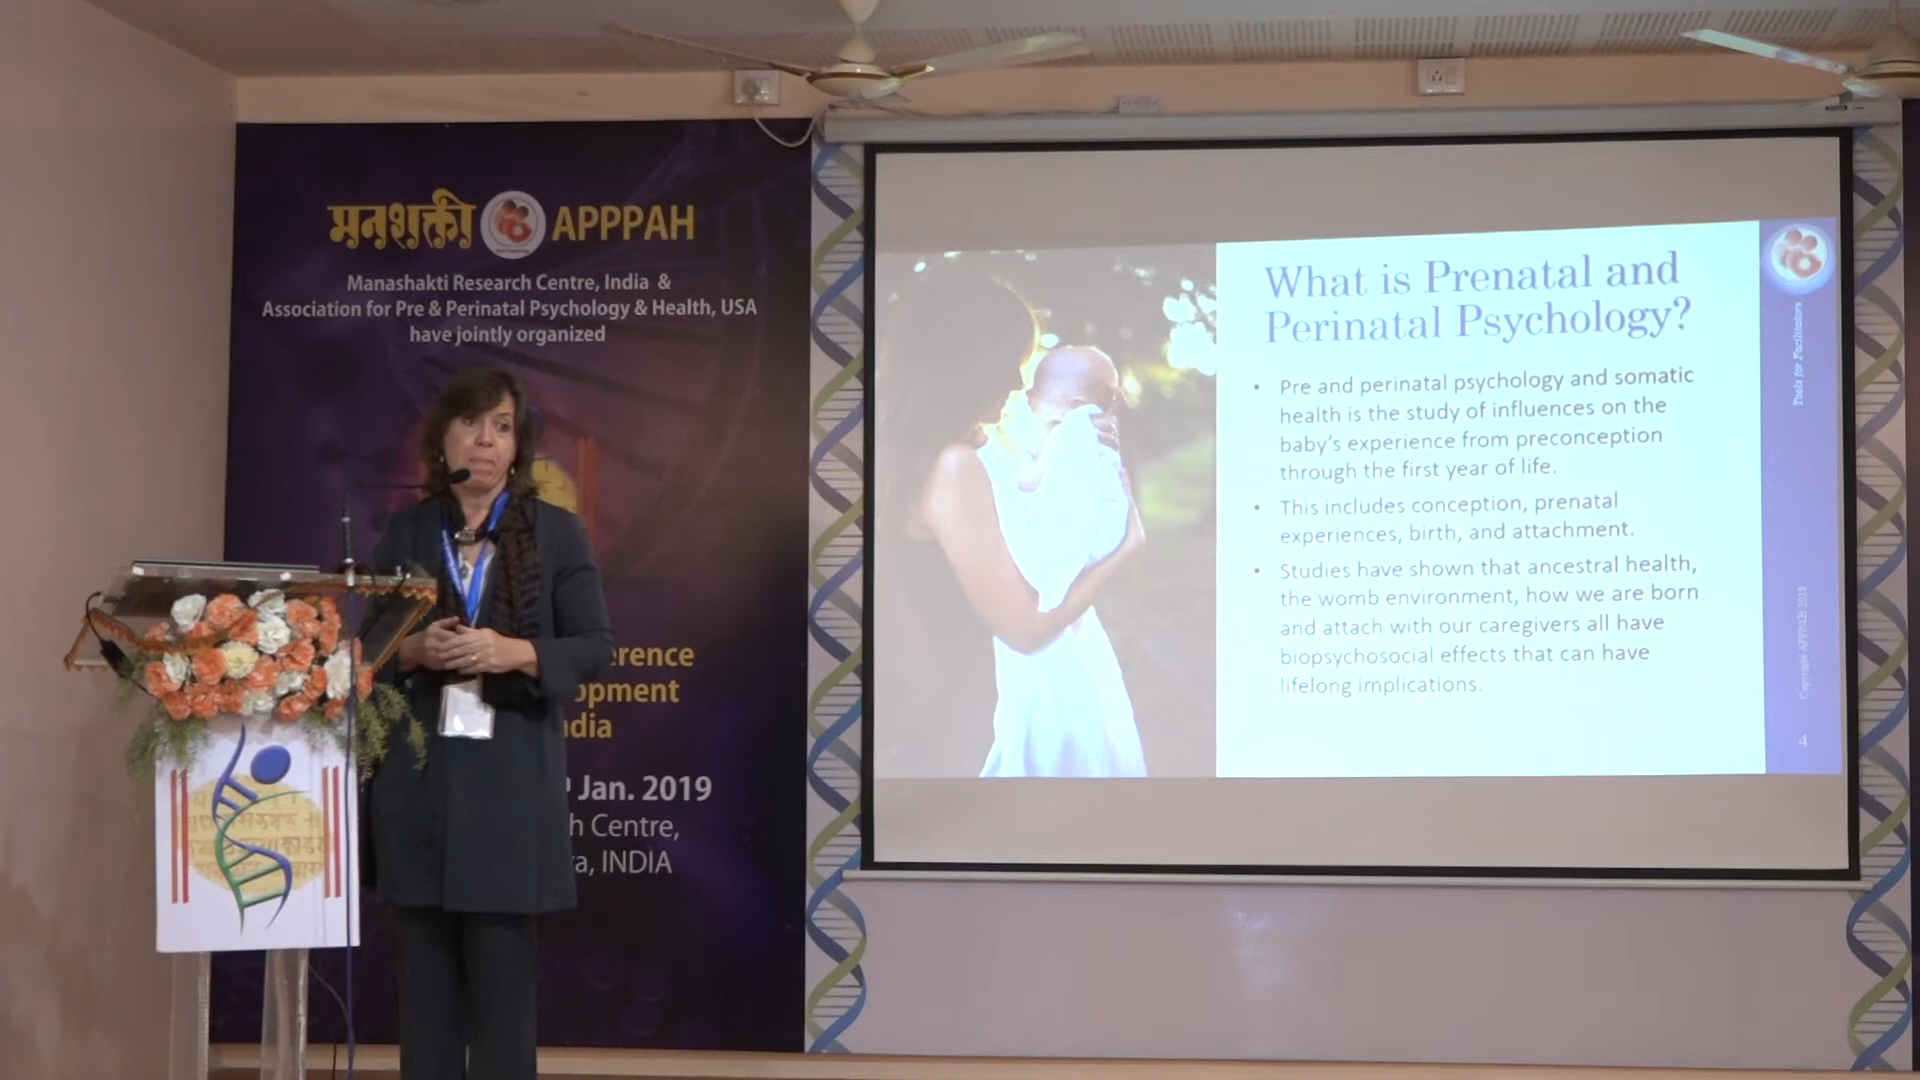 मनशक्ती APPPAH
Manashakti Research Centre, India &
Association for Pre & Perinatal Psychology & Health, USA
have jointly organized
erence
opment
ndia
Jan. 2019
h Centre,
a, INDIA
What is Prenatal and
Perinatal Psychology?
• Pre and perinatal psychology and somatic
health is the study of influences on the
baby's experience from preconception
through the first year of life.
• This includes conception, prenatal
experiences, birth, and attachment.
• Studies have shown that ancestral health,
the womb environment, how we are born
and attach with our caregivers all have
biopsychosocial effects that can have
lifelong implications.
Tools for Facilitators
Copyright APPPAH 2018
4